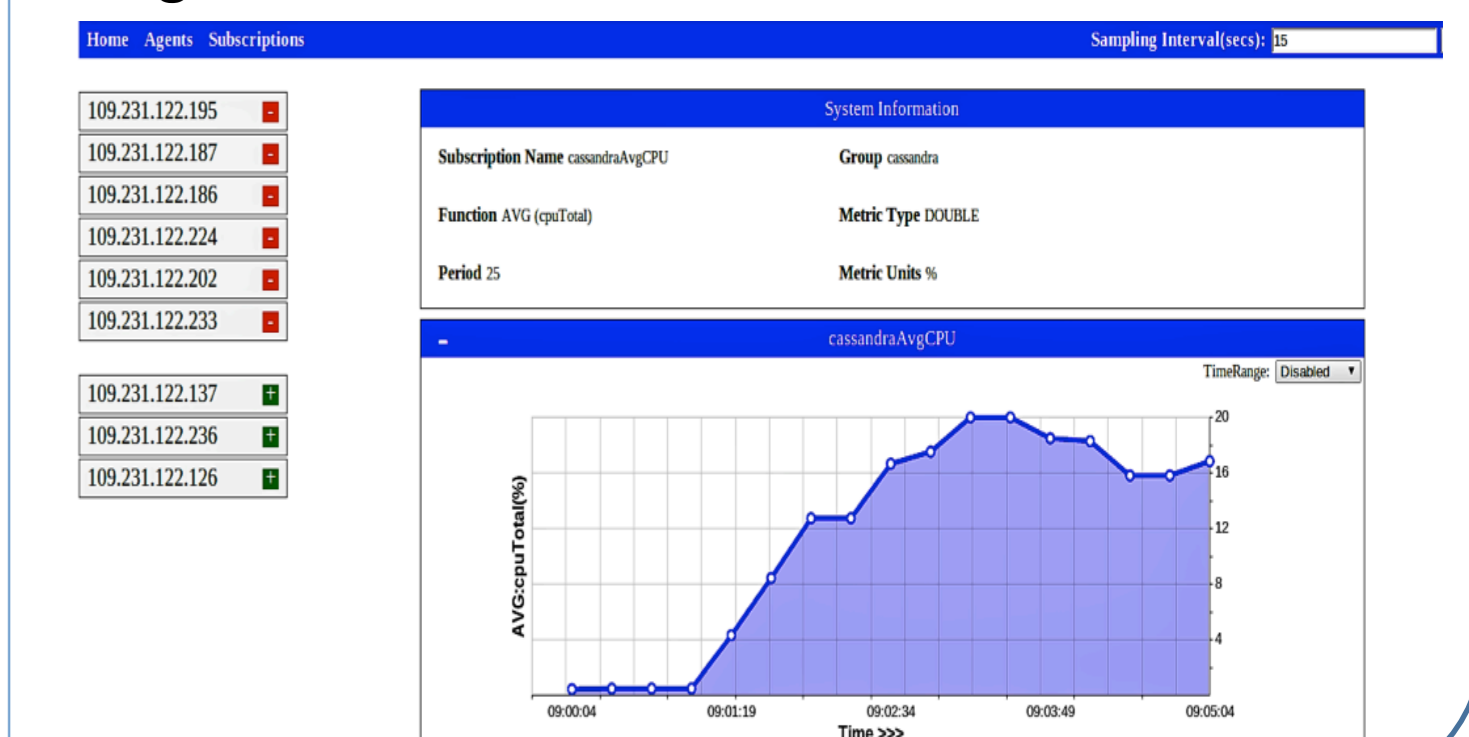 Home Agents Subscriptions Sampling Interval(secs): 15
109.231.122.195 -
109.231.122.187 -
109.231.122.186 -
109.231.122.224 -
109.231.122.202 -
109.231.122.233 -
109.231.122.137 +
109.231.122.236 +
109.231.122.126 +
System Information
Subscription Name cassandraAvgCPU Group cassandra
Function AVG (cpuTotal) Metric Type DOUBLE
Period 25 Metric Units %
- cassandraAvgCPU
TimeRange: Disabled
AVG:cpuTotal(%)
20
16
12
8
4
09:00:04 09:01:19 09:02:34 09:03:49 09:05:04
Time >>>